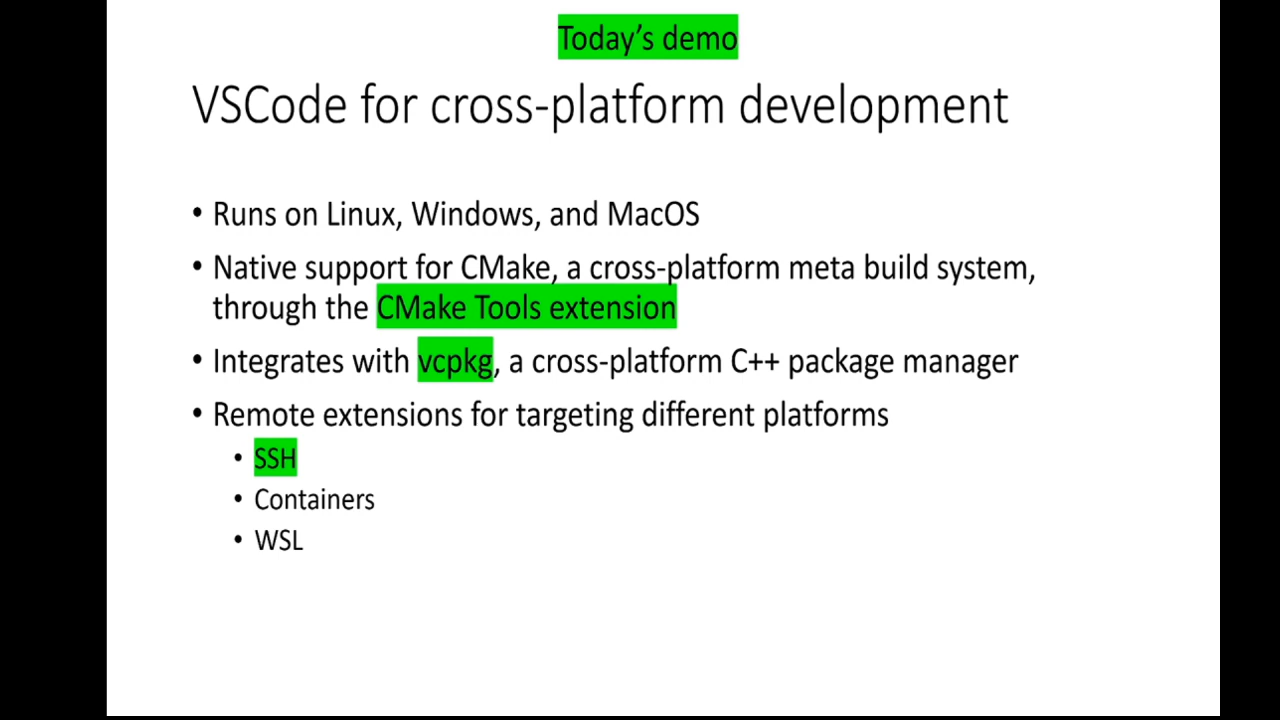 Today's demo
VSCode for cross-platform development
• Runs on Linux, Windows, and MacOS
• Native support for CMake, a cross-platform meta build system,
through the CMake Tools extension
• Integrates with vcpkg, a cross-platform C++ package manager
• Remote extensions for targeting different platforms
• SSH
• Containers
• WSL